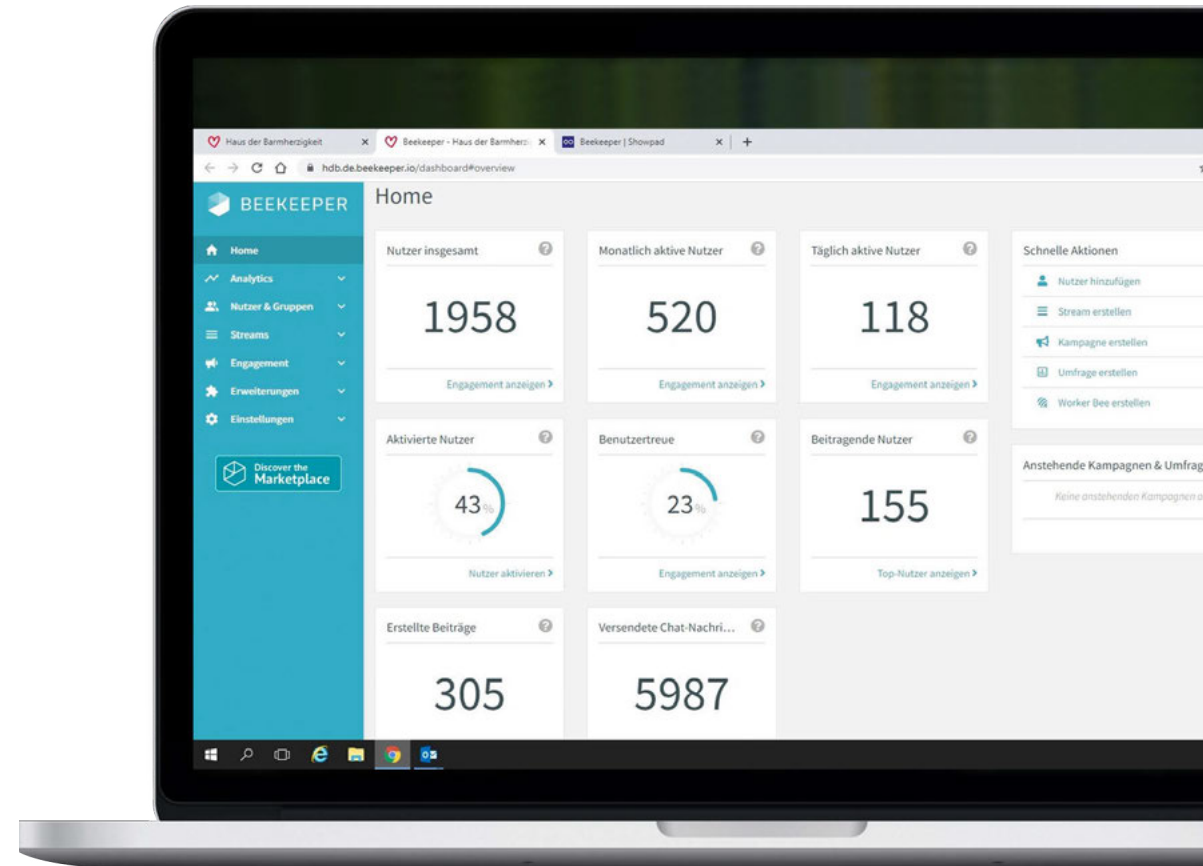 Haus der Barmherzigkeit
Beekeeper - Haus der Barmherzi
Beekeeper | Showpad
hdb.de.beekeeper.io/dashboard#overview
BEEKEEPER
Home
Analytics
Nutzer & Gruppen
Streams
Engagement
Erweiterungen
Einstellungen
Discover the
Marketplace
Home
Nutzer insgesamt
1958
Engagement anzeigen
Monatlich aktive Nutzer
520
Engagement anzeigen
Täglich aktive Nutzer
118
Engagement anzeigen
Schnelle Aktionen
Nutzer hinzufügen
Stream erstellen
Kampagne erstellen
Umfrage erstellen
Worker Bee erstellen
Aktivierte Nutzer
43%
Nutzer aktivieren
Benutzertreue
23%
Engagement anzeigen
Beitragende Nutzer
155
Top-Nutzer anzeigen
Anstehende Kampagnen & Umfrag
Keine anstehenden Kampagnen
Erstellte Beiträge
305
Versendete Chat-Nachri...
5987